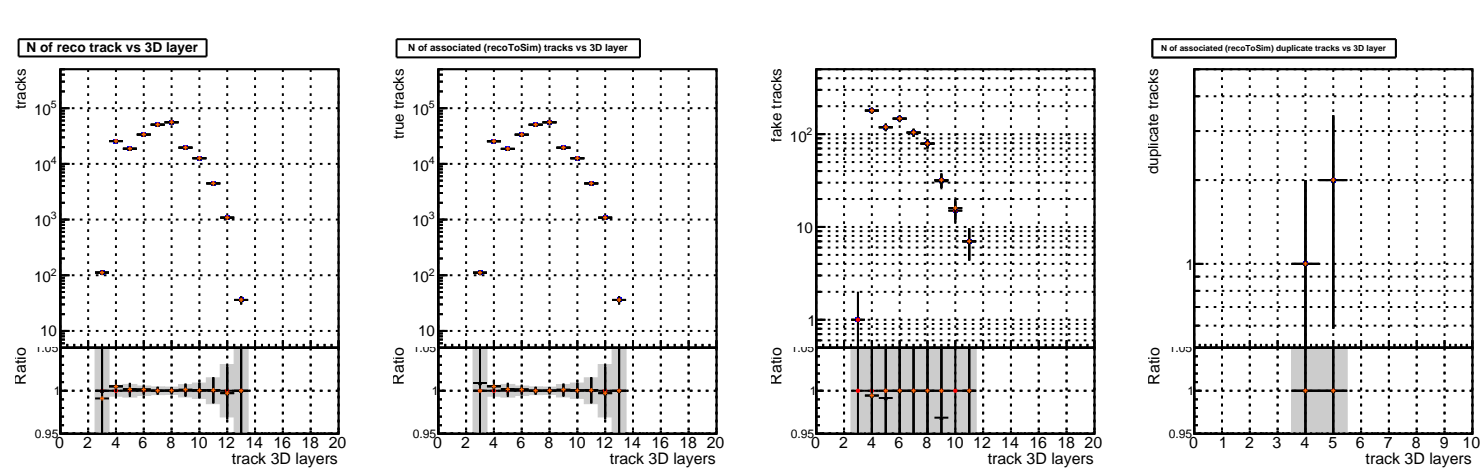 N of reco track vs 3D layer
tracks
10^5
10^4
10^3
10^2
10
Ratio
1.05
1
0.95
0 2 4 6 8 10 12 14 16 18 20
track 3D layers
N of associated (recoToSim) tracks vs 3D layer
true tracks
10^5
10^4
10^3
10^2
10
Ratio
1.05
1
0.95
0 2 4 6 8 10 12 14 16 18 20
track 3D layers
fake tracks
10^2
10
1
Ratio
1.05
1
0.95
0 2 4 6 8 10 12 14 16 18 20
track 3D layers
N of associated (recoToSim) duplicate tracks vs 3D layer
duplicate tracks
1
Ratio
1.05
1
0.95
0 1 2 3 4 5 6 7 8 9 10
track 3D layers